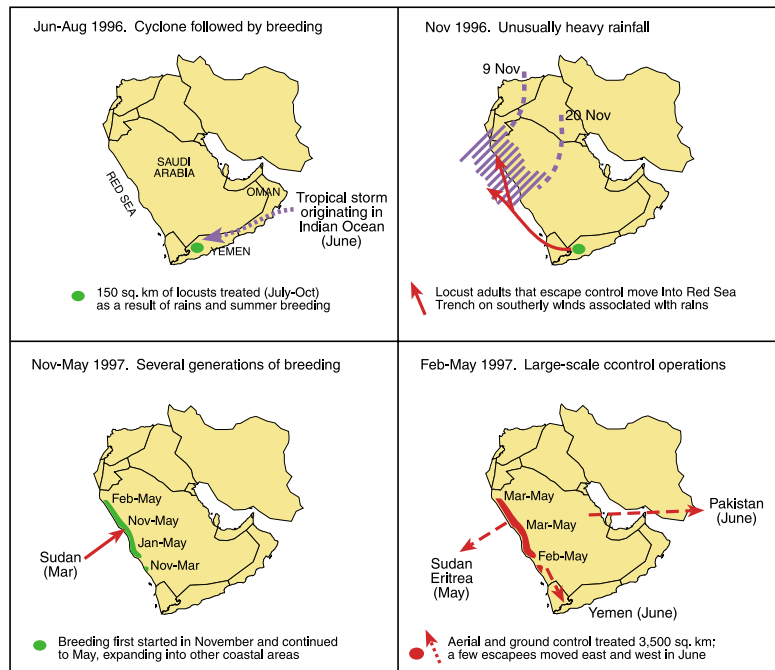 Jun-Aug 1996. Cyclone followed by breeding
SAUDI
ARABIA
RED SEA
OMAN
YEMEN
Tropical storm
originating in
Indian Ocean
(June)
150 sq. km of locusts treated (July-Oct)
as a result of rains and summer breeding
Nov 1996. Unusually heavy rainfall
9 Nov
20 Nov
Locust adults that escape control move into Red Sea
Trench on southerly winds associated with rains
Nov-May 1997. Several generations of breeding
Feb-May
Nov-May
Jan-May
Nov-Mar
Sudan
(Mar)
Breeding first started in November and continued
to May, expanding into other coastal areas
Feb-May 1997. Large-scale ccontrol operations
Mar-May
Mar-May
Feb-May
Pakistan
(June)
Sudan
Eritrea
(May)
Yemen (June)
Aerial and ground control treated 3,500 sq. km;
a few escapees moved east and west in June